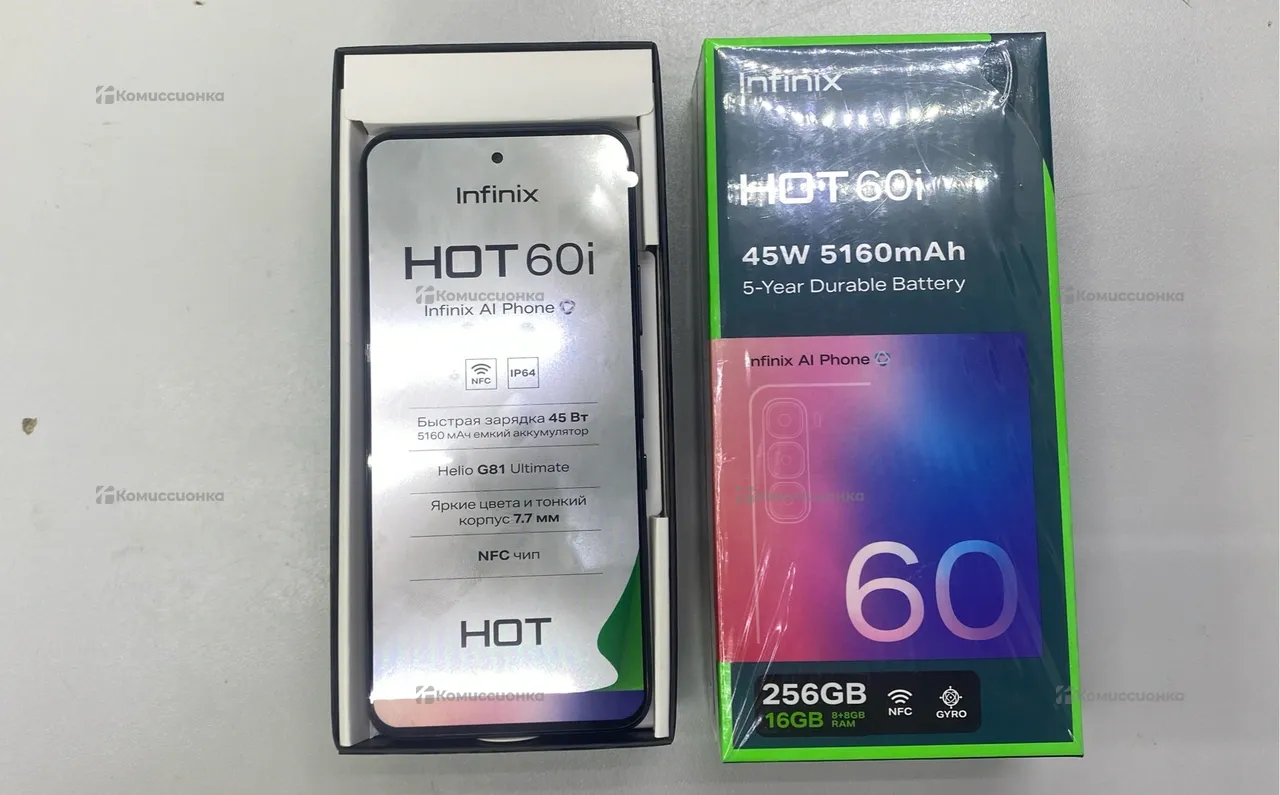 Комиссионка
Infinix
HOT 60i
Комиссионка
Infinix AI Phone
NFC
IP64
Быстрая зарядка 45 Вт
5160 мАч емкий аккумулятор
Helio G81 Ultimate
Яркие цвета и тонкий
корпус 7.7 мм
NFC чип
HOT
Комиссионка
Комиссионка
Infinix
HOT 60i
45W 5160mAh
5-Year Durable Battery
Комиссионка
Infinix AI Phone
Комиссионка
60
256GB
16GB 8+8GB
RAM
NFC
GYRO
Комиссионка